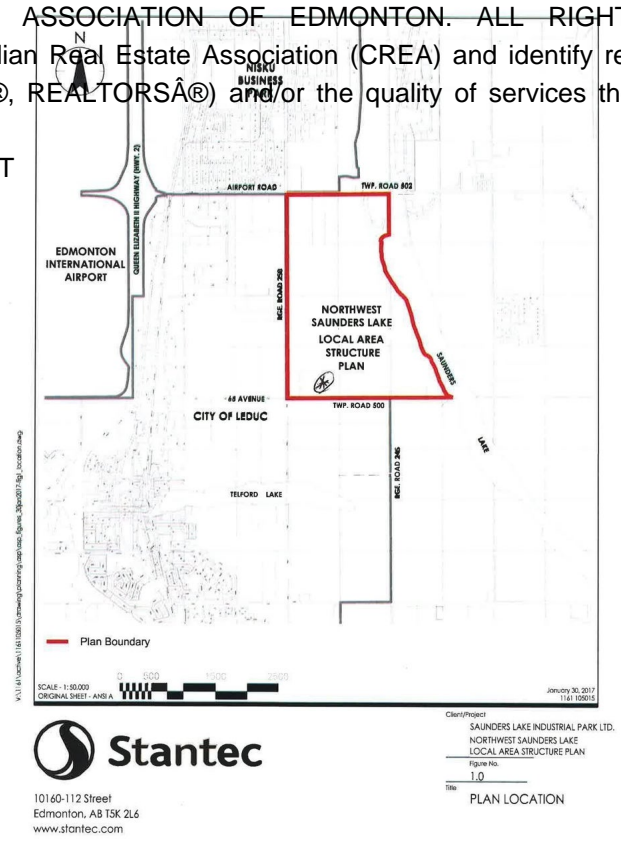 ASSOCIATION OF EDMONTON. ALL RIGHT
dian Real Estate Association (CREA) and identify re
®, REALTORSÂ®) and/or the quality of services th
T
N
NISKU
BUSINESS
PARK
QUEEN ELIZABETH II HIGHWAY (HWY. 2)
AIRPORT ROAD
TWP. ROAD 502
EDMONTON
INTERNATIONAL
AIRPORT
RGE. ROAD 250
NORTHWEST
SAUNDERS LAKE
LOCAL AREA
STRUCTURE
PLAN
SAUNDERS
LAKE
65 AVENUE
TWP. ROAD 500
CITY OF LEDUC
RGE. ROAD 245
TELFORD LAKE
Plan Boundary
0 500 1500 2500
SCALE - 1:50,000
ORIGINAL SHEET - ANSI A
January 30, 2017
1161 105015
Stantec
10160-112 Street
Edmonton, AB T5K 2L6
www.stantec.com
Client/Project
SAUNDERS LAKE INDUSTRIAL PARK LTD.
NORTHWEST SAUNDERS LAKE
LOCAL AREA STRUCTURE PLAN
Figure No.
1.0
Title
PLAN LOCATION